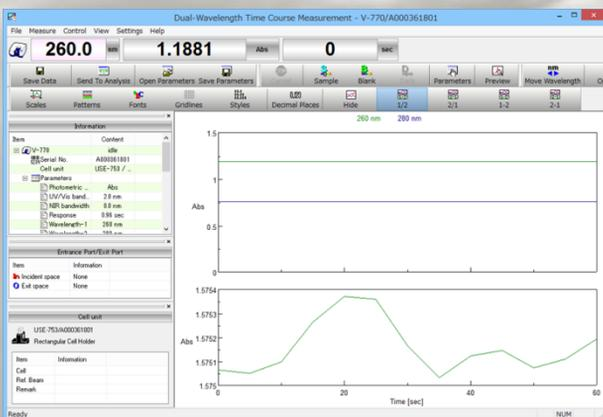 Dual-Wavelength Time Course Measurement - V-770/A000361801
File Measure Control View Settings Help
260.0 nm 1.1881 Abs 0 sec
Save Data Send To Analysis Open Parameters Save Parameters Sample Blank Parameters Preview Move Wavelength
Scales Patterns Fonts Gridlines Styles Decimal Places Hide 1/2 2/1 1-2 2-1
Information
Item Content
V-770 idle
Serial No. A000361801
Cell unit USE-753 / ...
Parameters
Photometric ... Abs
UV/Vis band... 2.0 nm
NIR bandwidth 8.0 nm
Response 0.96 sec
Wavelength-1 260 nm
Wavelength-2 280 nm
Entrance Port/Exit Port
Item Information
Incident space None
Exit space None
Cell unit
USE-753/A000361801
Rectangular Cell Holder
Item Information
Cell
Ref. Beam
Remark
260 nm 280 nm
1.5
1
Abs
0.5
0
1.5754
1.5753
1.5752
Abs
1.5751
1.575
0 20 40 60
Time [sec]
Ready NUM